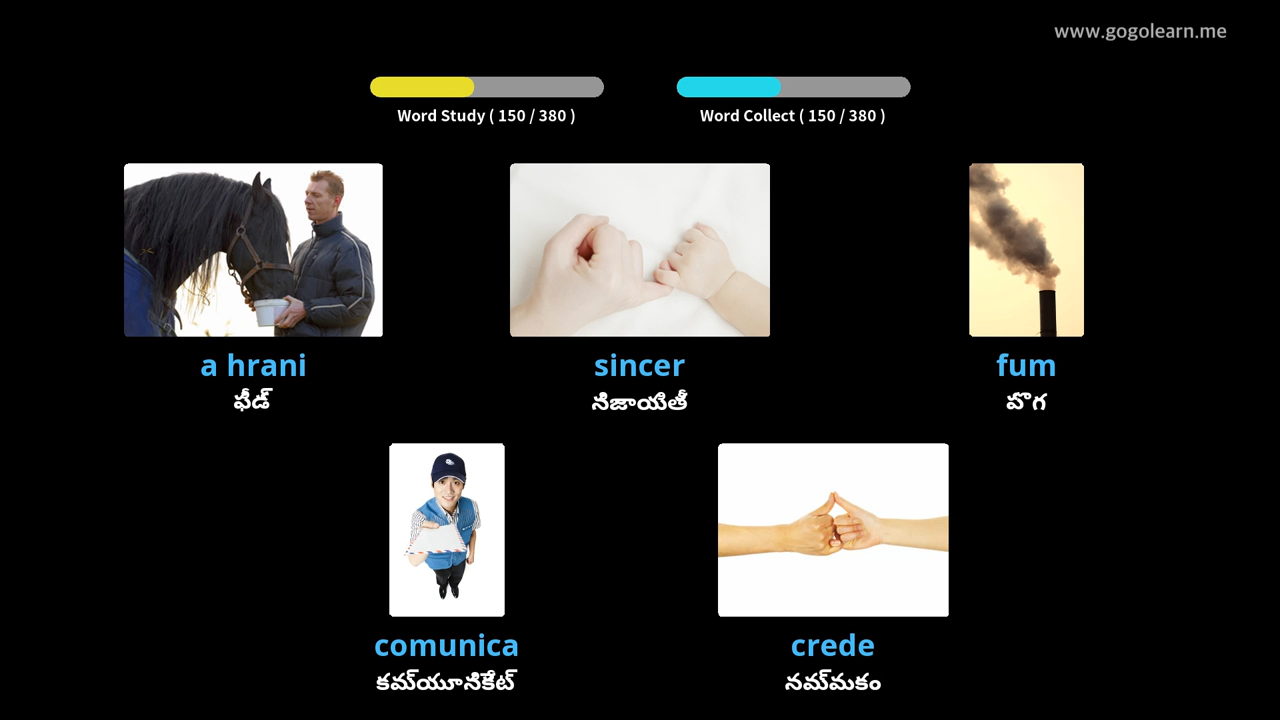 www.gogolearn.me
Word Study ( 150 / 380 )
Word Collect ( 150 / 380 )
a hrani
ఫీడ్
sincer
నిజాయితీ
fum
పొగ
comunica
కమ్యూనికేట్
crede
నమ్మకం